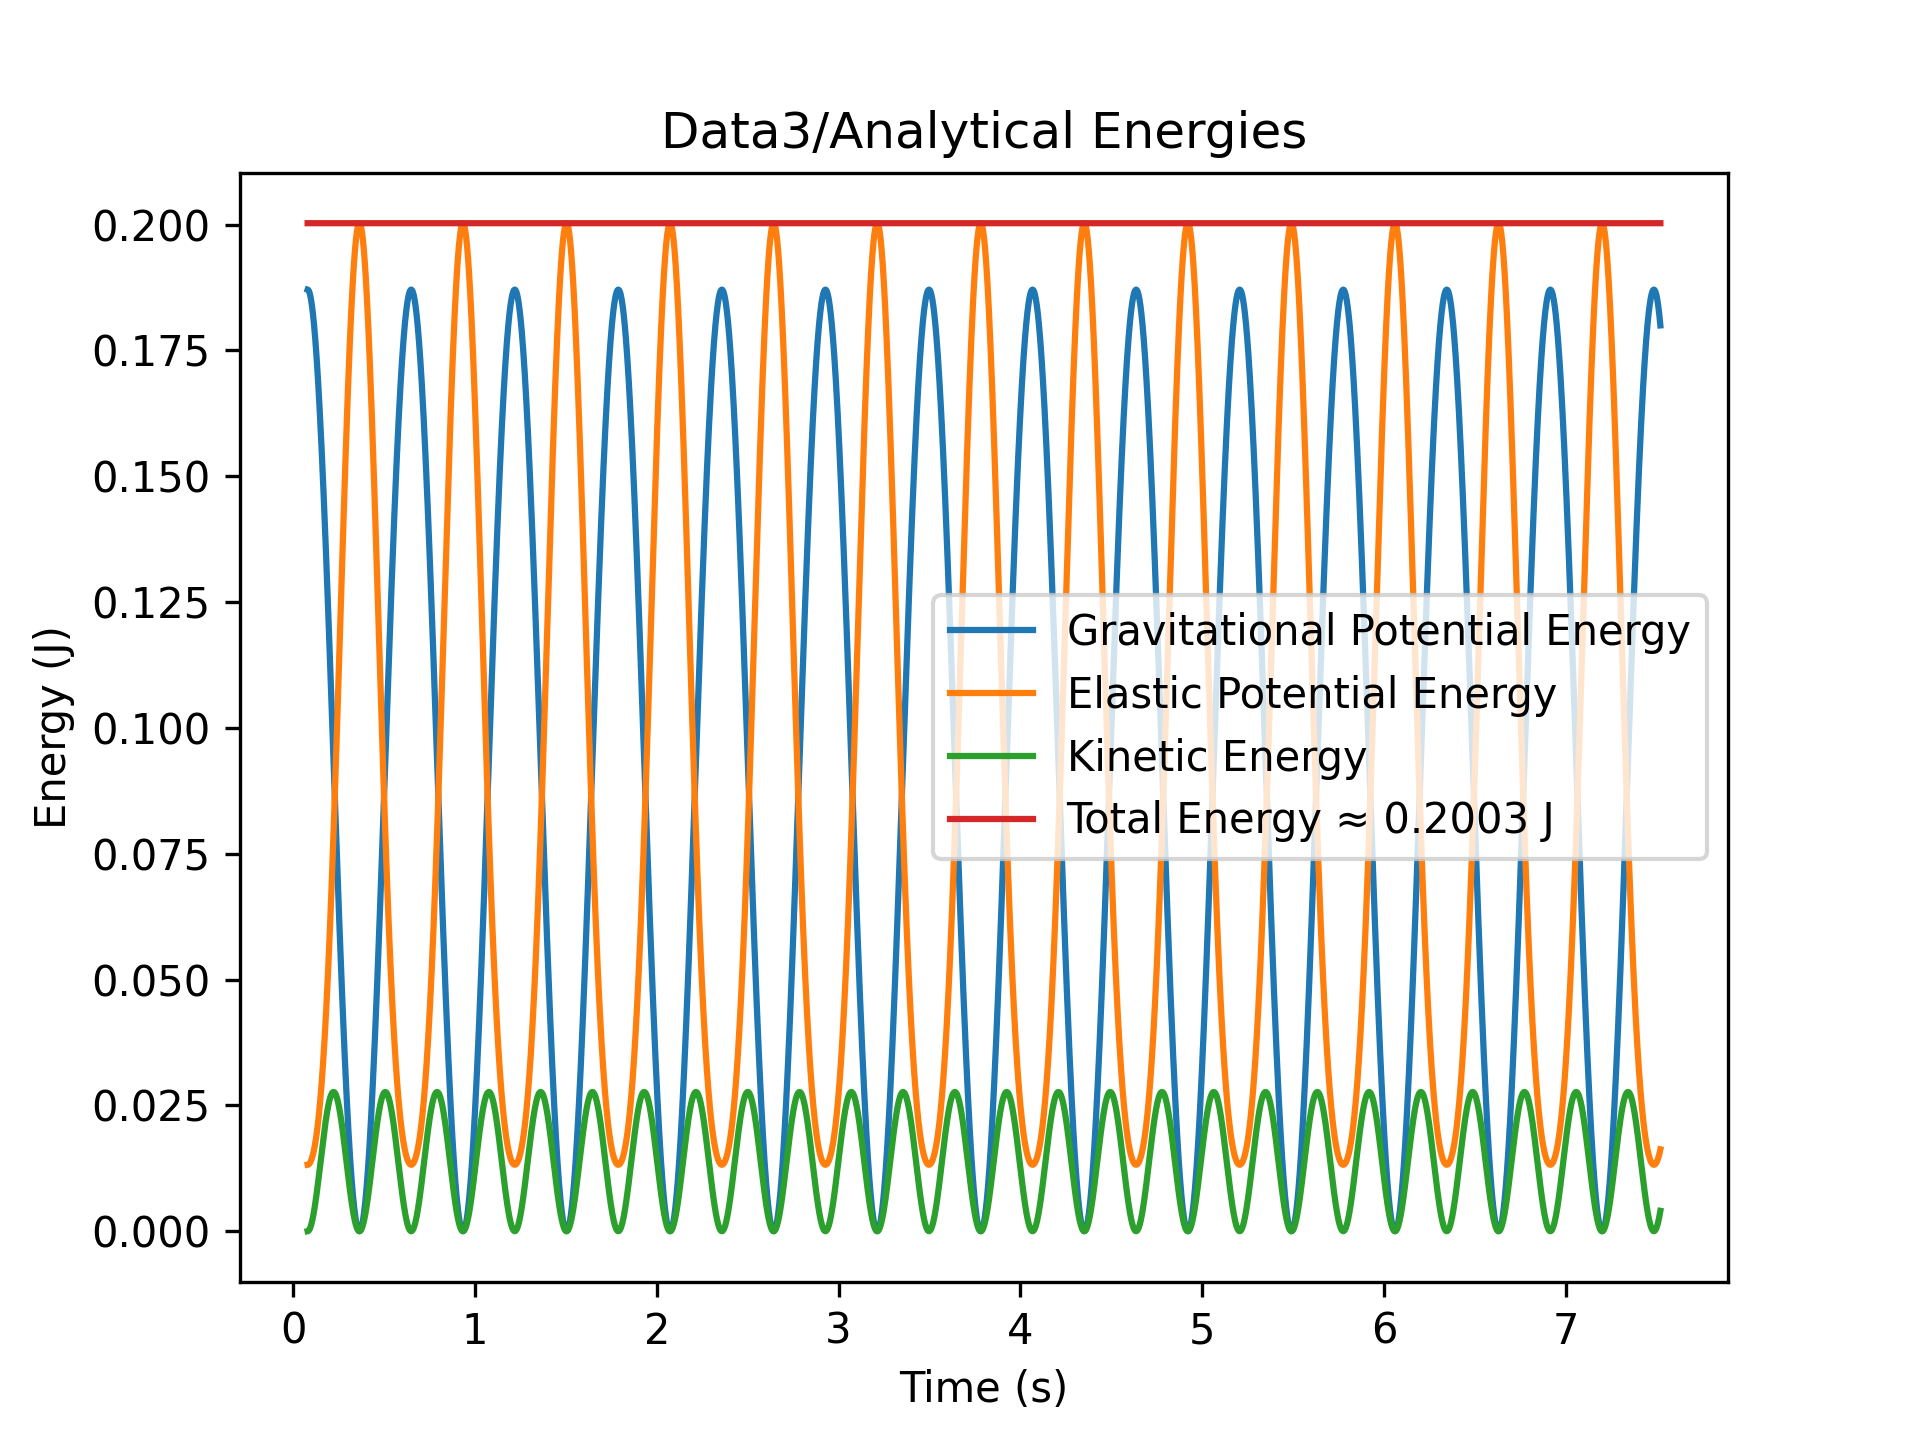 Data3/Analytical Energies
Energy (J)
0.200
0.175
0.150
0.125
0.100
0.075
0.050
0.025
0.000
Gravitational Potential Energy
Elastic Potential Energy
Kinetic Energy
Total Energy ≈ 0.2003 J
0 1 2 3 4 5 6 7
Time (s)